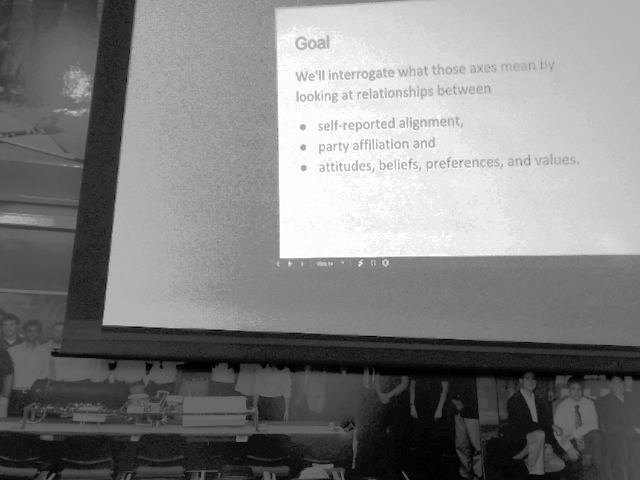 Goal
We'll interrogate what those axes mean by
looking at relationships between
● self-reported alignment,
● party affiliation and
● attitudes, beliefs, preferences, and values.